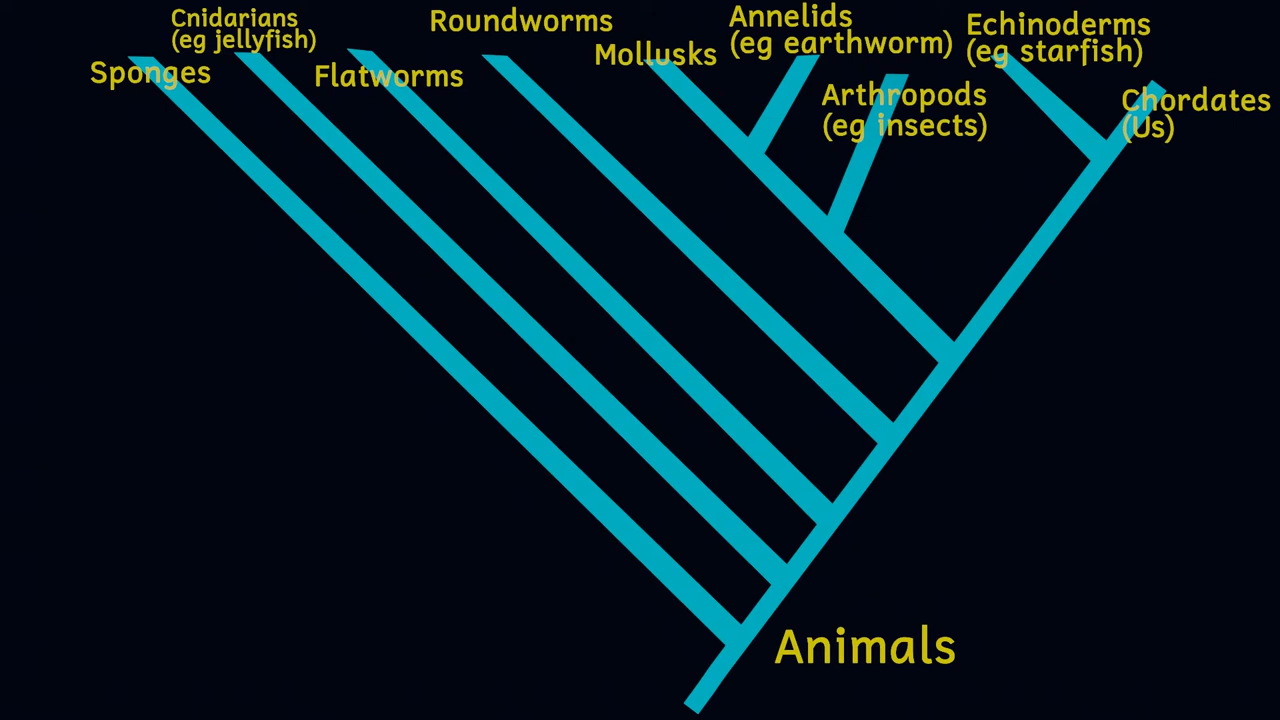 Sponges
Cnidarians
(eg jellyfish)
Flatworms
Roundworms
Mollusks
Annelids
(eg earthworm)
Arthropods
(eg insects)
Echinoderms
(eg starfish)
Chordates
(Us)
Animals